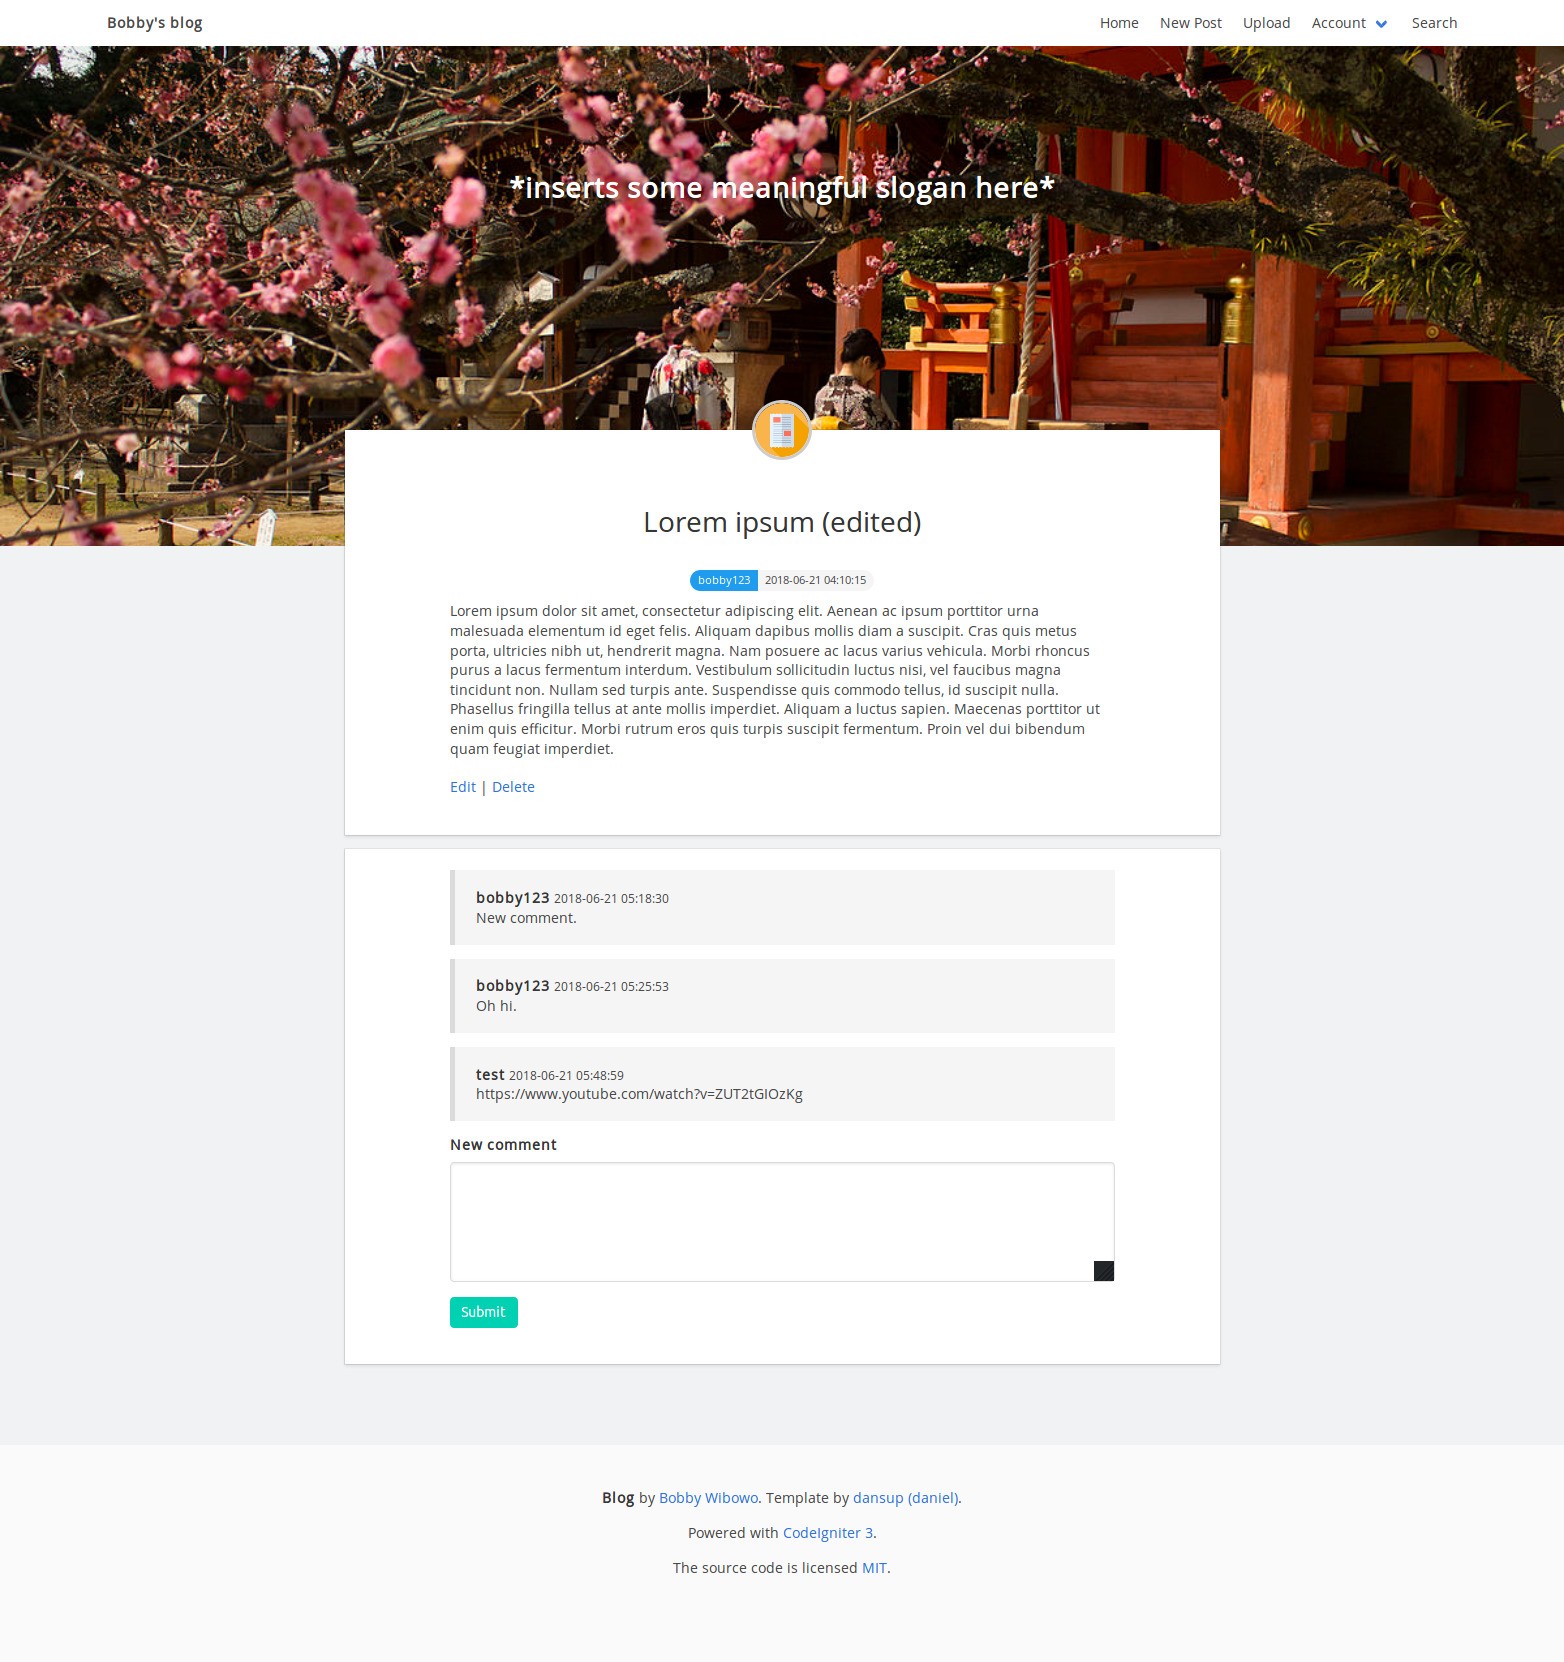 Bobby's blog
Home New Post Upload Account Search
*inserts some meaningful slogan here*
Lorem ipsum (edited)
bobby123 2018-06-21 04:10:15
Lorem ipsum dolor sit amet, consectetur adipiscing elit. Aenean ac ipsum porttitor urna
malesuada elementum id eget felis. Aliquam dapibus mollis diam a suscipit. Cras quis metus
porta, ultricies nibh ut, hendrerit magna. Nam posuere ac lacus varius vehicula. Morbi rhoncus
purus a lacus fermentum interdum. Vestibulum sollicitudin luctus nisi, vel faucibus magna
tincidunt non. Nullam sed turpis ante. Suspendisse quis commodo tellus, id suscipit nulla.
Phasellus fringilla tellus at ante mollis imperdiet. Aliquam a luctus sapien. Maecenas porttitor ut
enim quis efficitur. Morbi rutrum eros quis turpis suscipit fermentum. Proin vel dui bibendum
quam feugiat imperdiet.
Edit | Delete
bobby123 2018-06-21 05:18:30
New comment.
bobby123 2018-06-21 05:25:53
Oh hi.
test 2018-06-21 05:48:59
https://www.youtube.com/watch?v=ZUT2tGIOzKg
New comment
Submit
Blog by Bobby Wibowo. Template by dansup (daniel).
Powered with CodeIgniter 3.
The source code is licensed MIT.